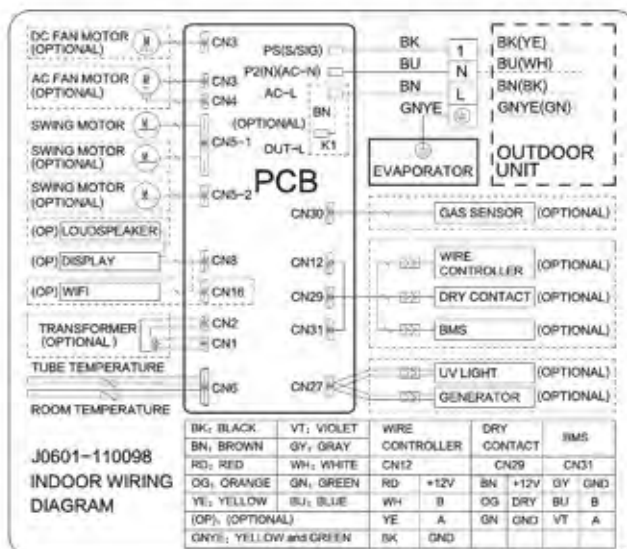 DC FAN MOTOR
(OPTIONAL)
M
CN3
AC FAN MOTOR
(OPTIONAL)
M
CN3
CN4
SWING MOTOR
M
SWING MOTOR
(OPTIONAL)
M
CN5-1
SWING MOTOR
(OPTIONAL)
M
CN5-2
(OP) LOUDSPEAKER
(OP) DISPLAY
CN8
(OP) WIFI
CN16
TRANSFORMER
(OPTIONAL)
CN2
CN1
TUBE TEMPERATURE
CN6
ROOM TEMPERATURE
PS(S/SIG)
P2(N)(AC-N)
AC-L
BN
(OPTIONAL)
K1
OUT-L
PCB
CN30
CN12
CN29
CN31
CN27
BK
1
BK(YE)
BU
N
BU(WH)
BN
L
BN(BK)
GNYE
GNYE(GN)
EVAPORATOR
OUTDOOR
UNIT
GAS SENSOR (OPTIONAL)
WIRE
CONTROLLER (OPTIONAL)
DRY CONTACT (OPTIONAL)
BMS (OPTIONAL)
UV LIGHT (OPTIONAL)
GENERATOR (OPTIONAL)
J0601-110098
INDOOR WIRING
DIAGRAM
BK: BLACK VT: VIOLET WIRE CONTROLLER DRY CONTACT BMS
BN: BROWN GY: GRAY
RD: RED WH: WHITE CN12 CN29 CN31
OG: ORANGE GN: GREEN RD +12V BN +12V GY GND
YE: YELLOW BU: BLUE WH B OG DRY BU B
(OP): (OPTIONAL) YE A GN GND VT A
GNYE: YELLOW and GREEN BK GND